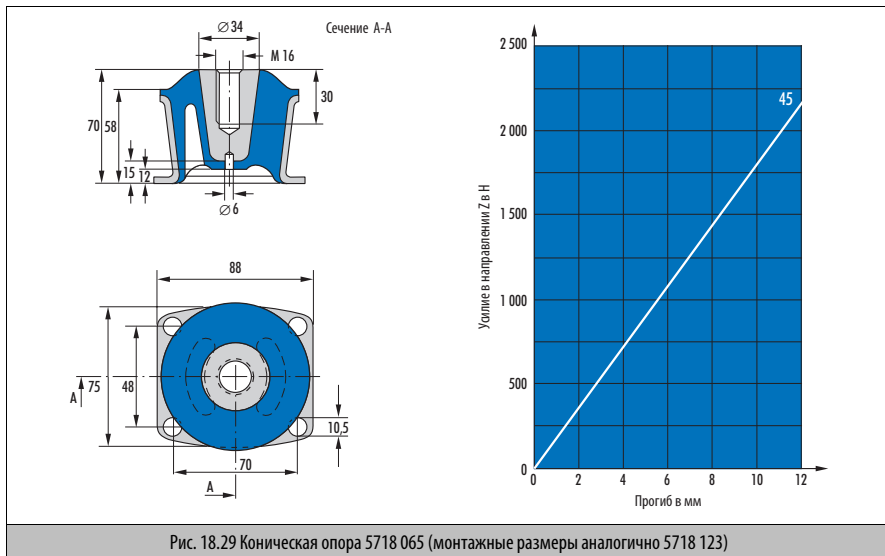 Сечение А-А
∅34
M 16
30
70
58
15
12
∅6
88
75
48
A
A
70
10,5
Усилие в направлении Z в Н
2 500
2 000
1 500
1 000
500
0
45
0 2 4 6 8 10 12
Прогиб в мм
Рис. 18.29 Коническая опора 5718 065 (монтажные размеры аналогично 5718 123)